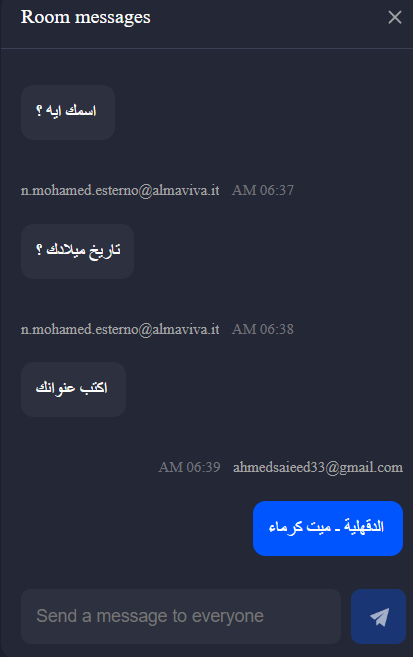 Room messages
اسمك ايه ؟
n.mohamed.esterno@almaviva.it AM 06:37
تاريخ ميلادك ؟
n.mohamed.esterno@almaviva.it AM 06:38
اكتب عنوانك
AM 06:39 ahmedsaieed33@gmail.com
الدقهلية - ميت كرماء
Send a message to everyone